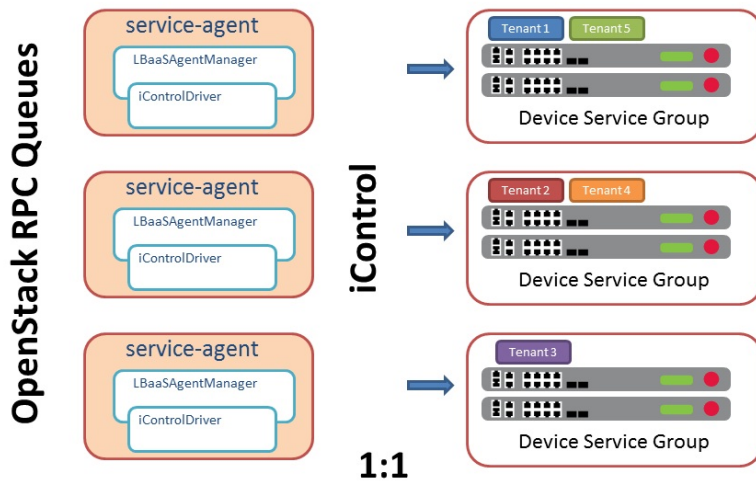 OpenStack RPC Queues
service-agent
LBaaSAgentManager
iControlDriver
Tenant 1
Tenant 5
Device Service Group
service-agent
LBaaSAgentManager
iControlDriver
iControl
Tenant 2
Tenant 4
Device Service Group
service-agent
LBaaSAgentManager
iControlDriver
Tenant 3
Device Service Group
1:1